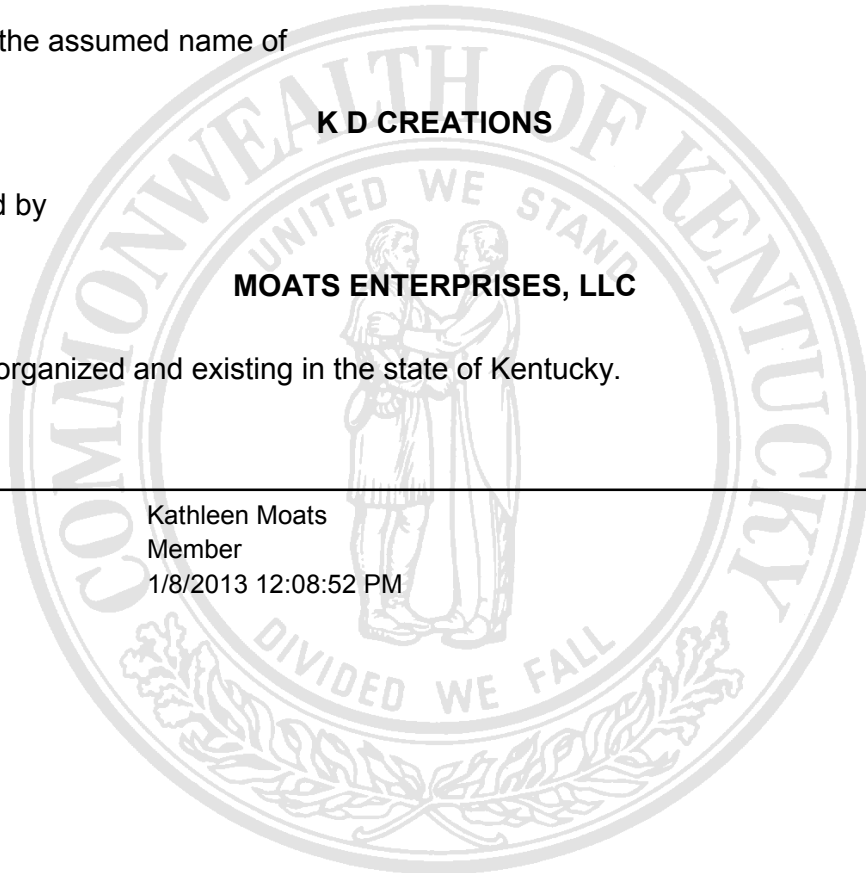 the assumed name of
K D CREATIONS
d by
MOATS ENTERPRISES, LLC
organized and existing in the state of Kentucky.
Kathleen Moats
Member
1/8/2013 12:08:52 PM
COMMONWEALTH OF KENTUCKY
UNITED WE STAND
DIVIDED WE FALL